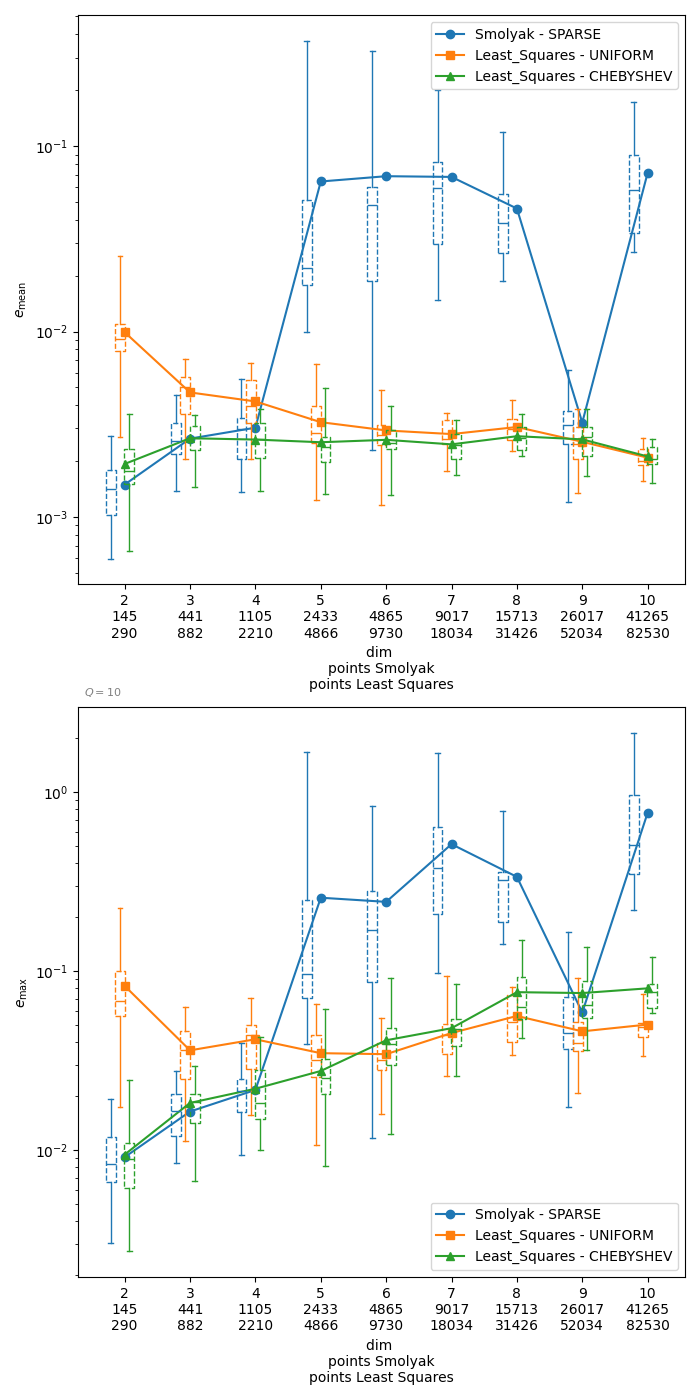 Smolyak - SPARSE
Least_Squares - UNIFORM
Least_Squares - CHEBYSHEV
10⁻¹
10⁻²
10⁻³
e_mean
2 3 4 5 6 7 8 9 10
145 441 1105 2433 4865 9017 15713 26017 41265
290 882 2210 4866 9730 18034 31426 52034 82530
dim
points Smolyak
points Least Squares
Q = 10
10⁰
10⁻¹
10⁻²
e_max
Smolyak - SPARSE
Least_Squares - UNIFORM
Least_Squares - CHEBYSHEV
2 3 4 5 6 7 8 9 10
145 441 1105 2433 4865 9017 15713 26017 41265
290 882 2210 4866 9730 18034 31426 52034 82530
dim
points Smolyak
points Least Squares